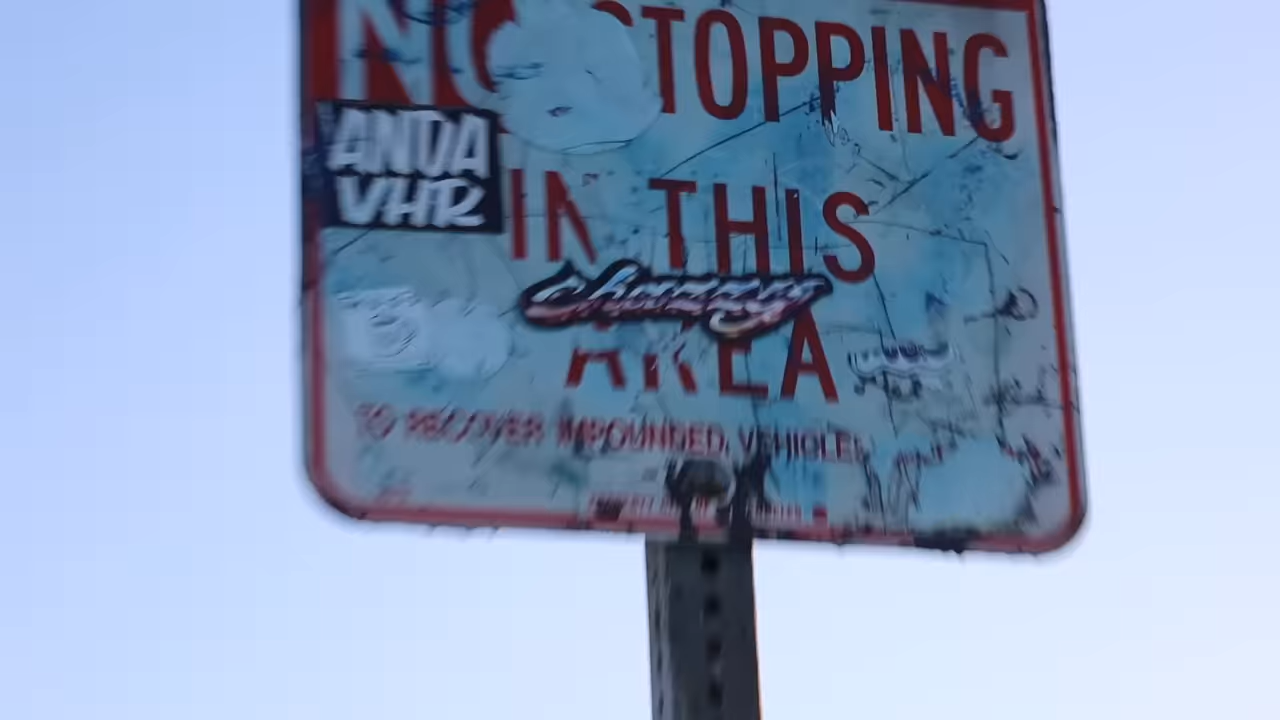 NO STOPPING
ANDA
VHR
IN THIS
AREA
TO RECOVER IMPOUNDED VEHICLES